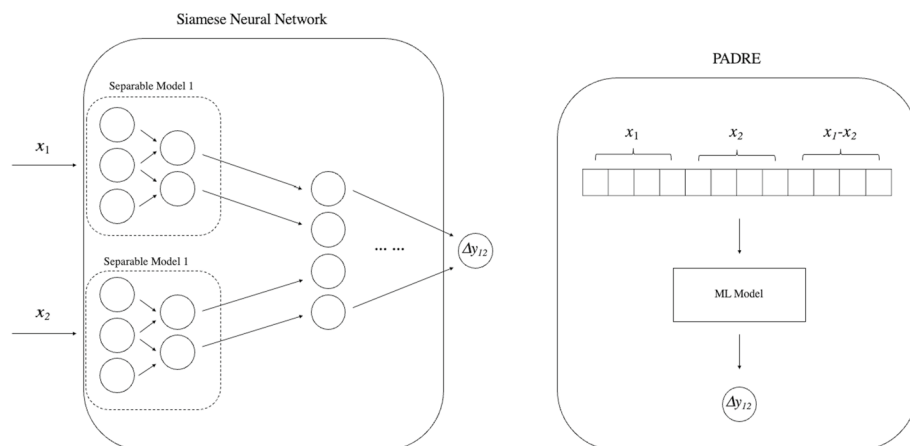 Siamese Neural Network
Separable Model 1
x₁
Separable Model 1
x₂
... ...
Δy₁₂
PADRE
x₁ x₂ x₁-x₂
ML Model
Δy₁₂